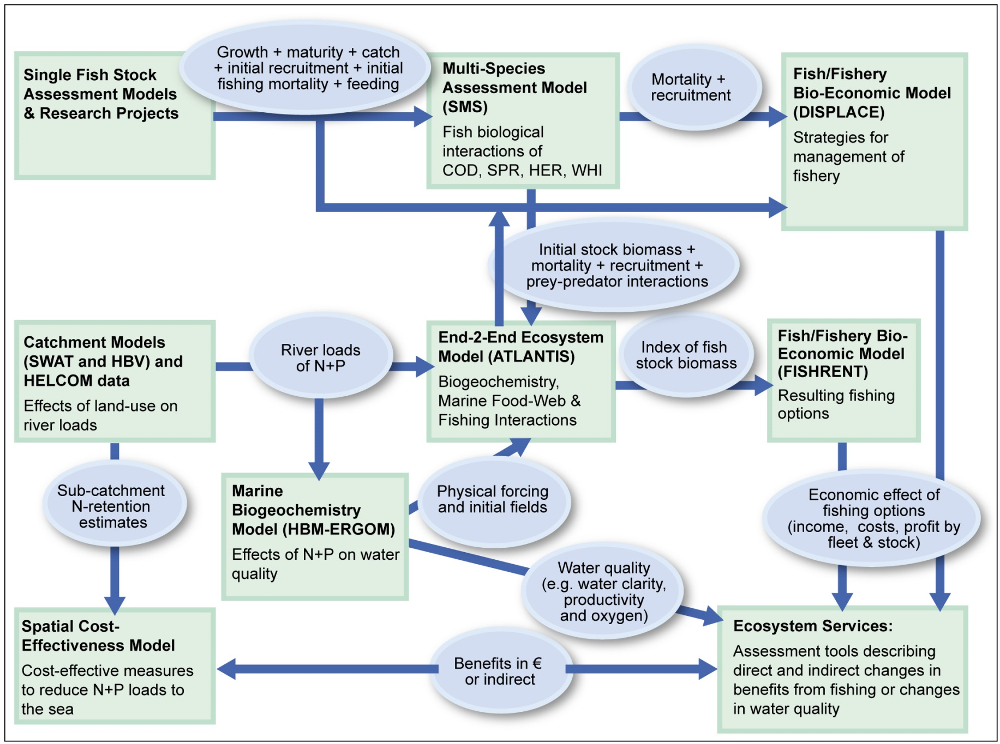 Single Fish Stock
Assessment Models
& Research Projects
Growth + maturity + catch
+ initial recruitment + initial
fishing mortality + feeding
Multi-Species
Assessment Model
(SMS)
Fish biological
interactions of
COD, SPR, HER, WHI
Mortality +
recruitment
Fish/Fishery
Bio-Economic Model
(DISPLACE)
Strategies for
management of
fishery
Initial stock biomass +
mortality + recruitment +
prey-predator interactions
Catchment Models
(SWAT and HBV) and
HELCOM data
Effects of land-use on
river loads
River loads
of N+P
End-2-End Ecosystem
Model (ATLANTIS)
Biogeochemistry,
Marine Food-Web &
Fishing Interactions
Index of fish
stock biomass
Fish/Fishery Bio-
Economic Model
(FISHRENT)
Resulting fishing
options
Sub-catchment
N-retention
estimates
Marine
Biogeochemistry
Model (HBM-ERGOM)
Effects of N+P on water
quality
Physical forcing
and initial fields
Economic effect of
fishing options
(income, costs, profit by
fleet & stock)
Water quality
(e.g. water clarity,
productivity
and oxygen)
Spatial Cost-
Effectiveness Model
Cost-effective measures
to reduce N+P loads to
the sea
Benefits in €
or indirect
Ecosystem Services:
Assessment tools describing
direct and indirect changes in
benefits from fishing or changes
in water quality